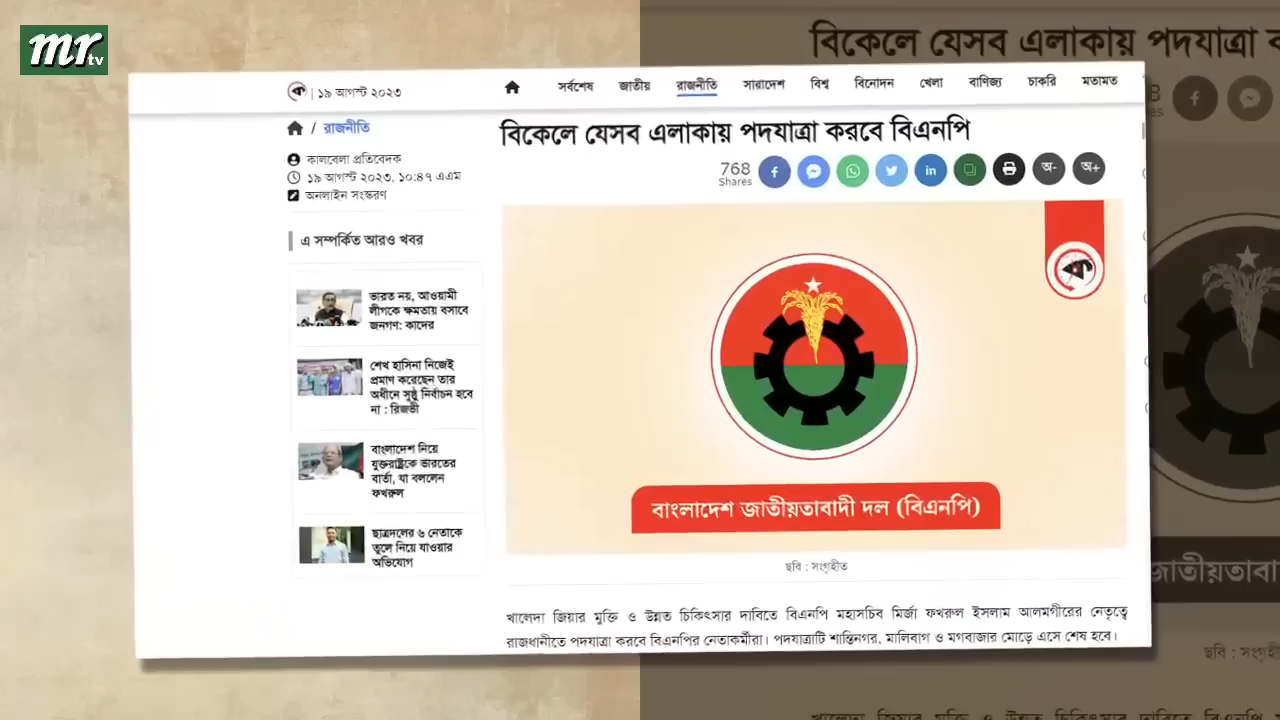 mr
tv
১৯ আগস্ট ২০২৩
সর্বশেষ জাতীয় রাজনীতি সারাদেশ বিশ্ব বিনোদন খেলা বাণিজ্য চাকরি মতামত
/ রাজনীতি
কালবেলা প্রতিবেদক
১৯ আগস্ট ২০২৩, ১০:৪৭ এএম
অনলাইন সংস্করণ
এ সম্পর্কিত আরও খবর
ভারত নয়, আওয়ামী
লীগকে ক্ষমতায় বসাবে
জনগণ: কাদের
শেখ হাসিনা নিজেই
প্রমাণ করেছেন তার
অধীনে সুষ্ঠু নির্বাচন হবে
না : রিজভী
বাংলাদেশ নিয়ে
যুক্তরাষ্ট্রকে ভারতের
বার্তা, যা বললেন
ফখরুল
ছাত্রদলের ৬ নেতাকে
তুলে নিয়ে যাওয়ার
অভিযোগ
বিকেলে যেসব এলাকায় পদযাত্রা করবে বিএনপি
768
Shares
অ- অ+
বাংলাদেশ জাতীয়তাবাদী দল (বিএনপি)
ছবি : সংগৃহীত
খালেদা জিয়ার মুক্তি ও উন্নত চিকিৎসার দাবিতে বিএনপি মহাসচিব মির্জা ফখরুল ইসলাম আলমগীরের নেতৃত্বে
রাজধানীতে পদযাত্রা করবে বিএনপির নেতাকর্মীরা। পদযাত্রাটি শান্তিনগর, মালিবাগ ও মগবাজার মোড়ে এসে শেষ হবে।
বিকেলে যেসব এলাকায় পদযাত্রা
ছবি :